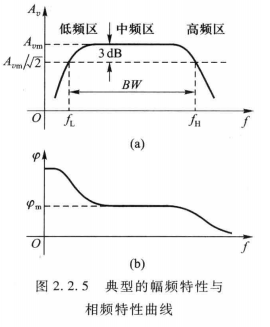 A_v
低频区 中频区 高频区
A_vm
3 dB
A_vm/√2
BW
O f_L f_H f
(a)
φ
φ_m
O f
(b)
图 2.2.5 典型的幅频特性与
相频特性曲线